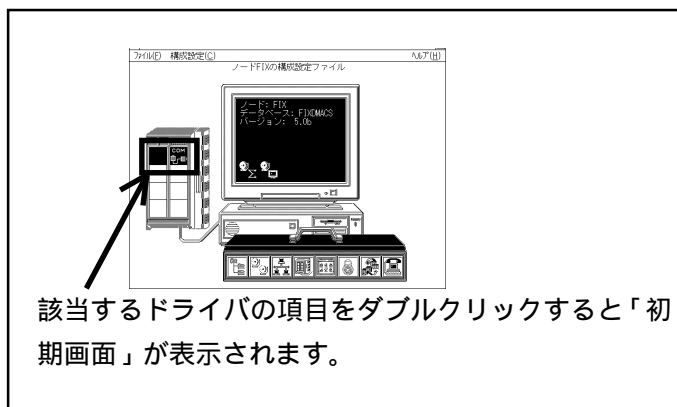 ファイル(F) 構成設定(C) ヘルプ(H)
ノードFIXの構成設定ファイル
ノード: FIX
データベース: FIXDMACS
バージョン: 5.0b
COM
該当するドライバの項目をダブルクリックすると「初
期画面」が表示されます。